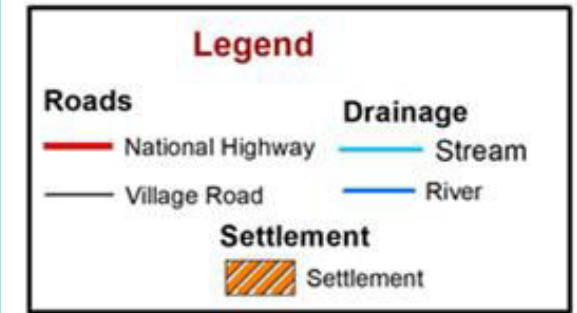 Legend
Roads
National Highway
Village Road
Drainage
Stream
River
Settlement
Settlement